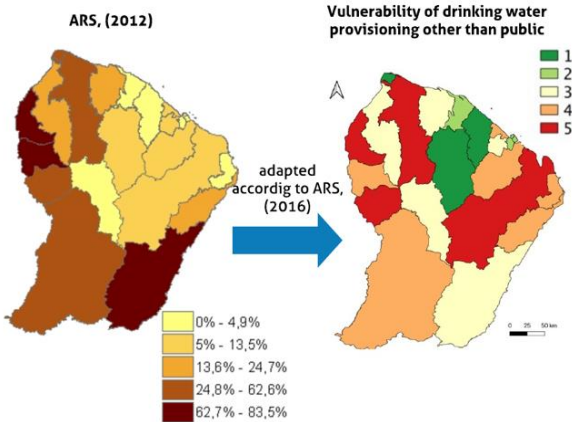 ARS, (2012)
Vulnerability of drinking water
provisioning other than public
1
2
3
4
5
adapted
accordig to ARS,
(2016)
0 25 50 km
0% - 4,9%
5% - 13,5%
13,6% - 24,7%
24,8% - 62,6%
62,7% - 83,5%